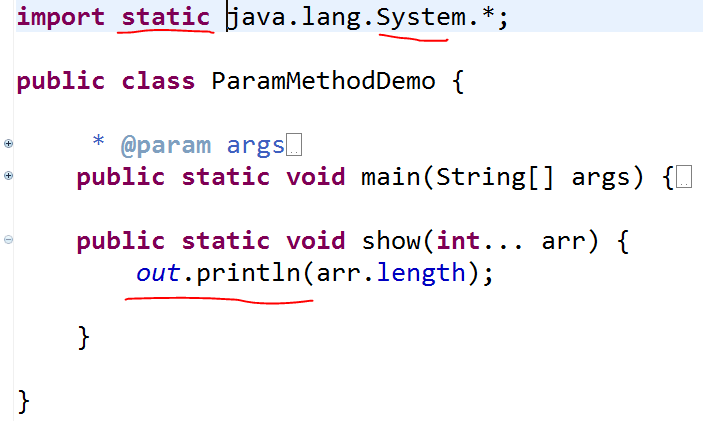 import static java.lang.System.*;
public class ParamMethodDemo {
* @param args
public static void main(String[] args) {
public static void show(int... arr) {
out.println(arr.length);
}
}